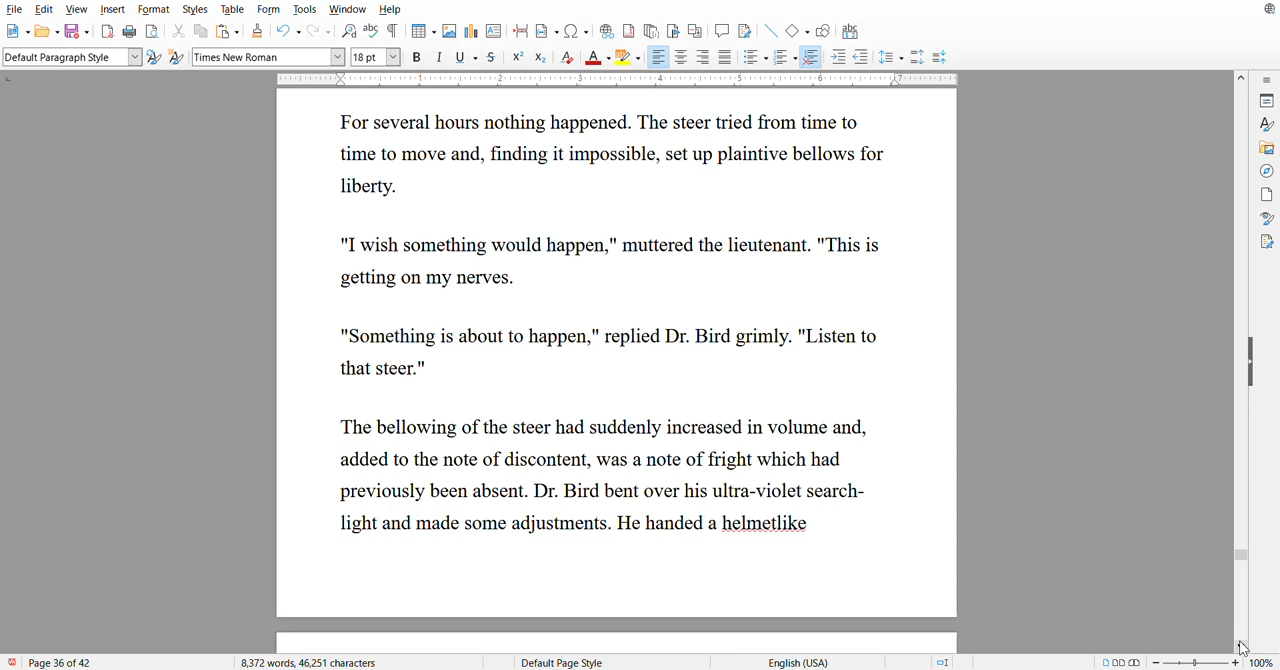 File Edit View Insert Format Styles Table Form Tools Window Help
Default Paragraph Style Times New Roman 18 pt
For several hours nothing happened. The steer tried from time to
time to move and, finding it impossible, set up plaintive bellows for
liberty.
"I wish something would happen," muttered the lieutenant. "This is
getting on my nerves.
"Something is about to happen," replied Dr. Bird grimly. "Listen to
that steer."
The bellowing of the steer had suddenly increased in volume and,
added to the note of discontent, was a note of fright which had
previously been absent. Dr. Bird bent over his ultra-violet search-
light and made some adjustments. He handed a helmetlike
Page 36 of 42 8,372 words, 46,251 characters Default Page Style English (USA) 100%